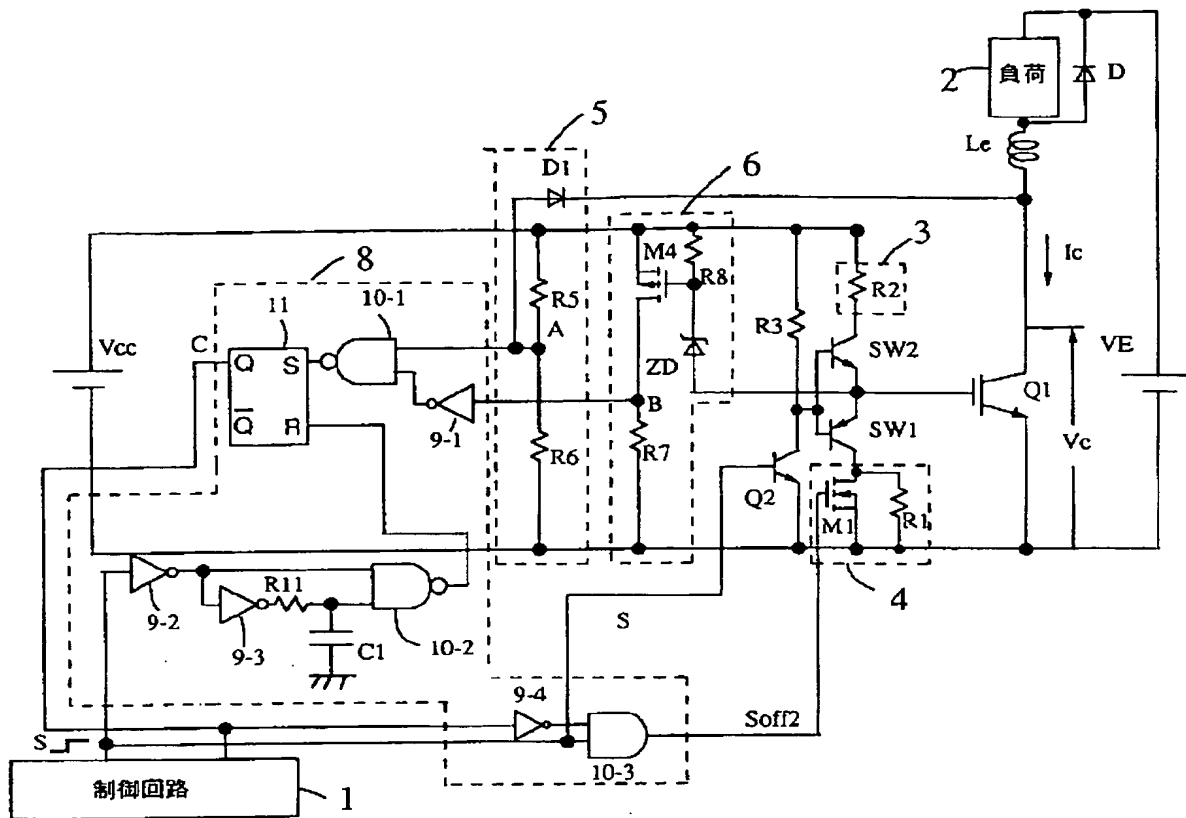 2
負荷
D
Le
5
D1
6
Ic
3
M4
R8
R2
8
10-1
R5
A
R3
11
Vcc
C
Q
S
SW2
VE
ZD
B
Q1
Q
R
9-1
SW1
Vc
R6
R7
Q2
M1
R1
R11
4
9-2
S
9-3
C1
10-2
9-4
Soff2
S
10-3
制御回路
1